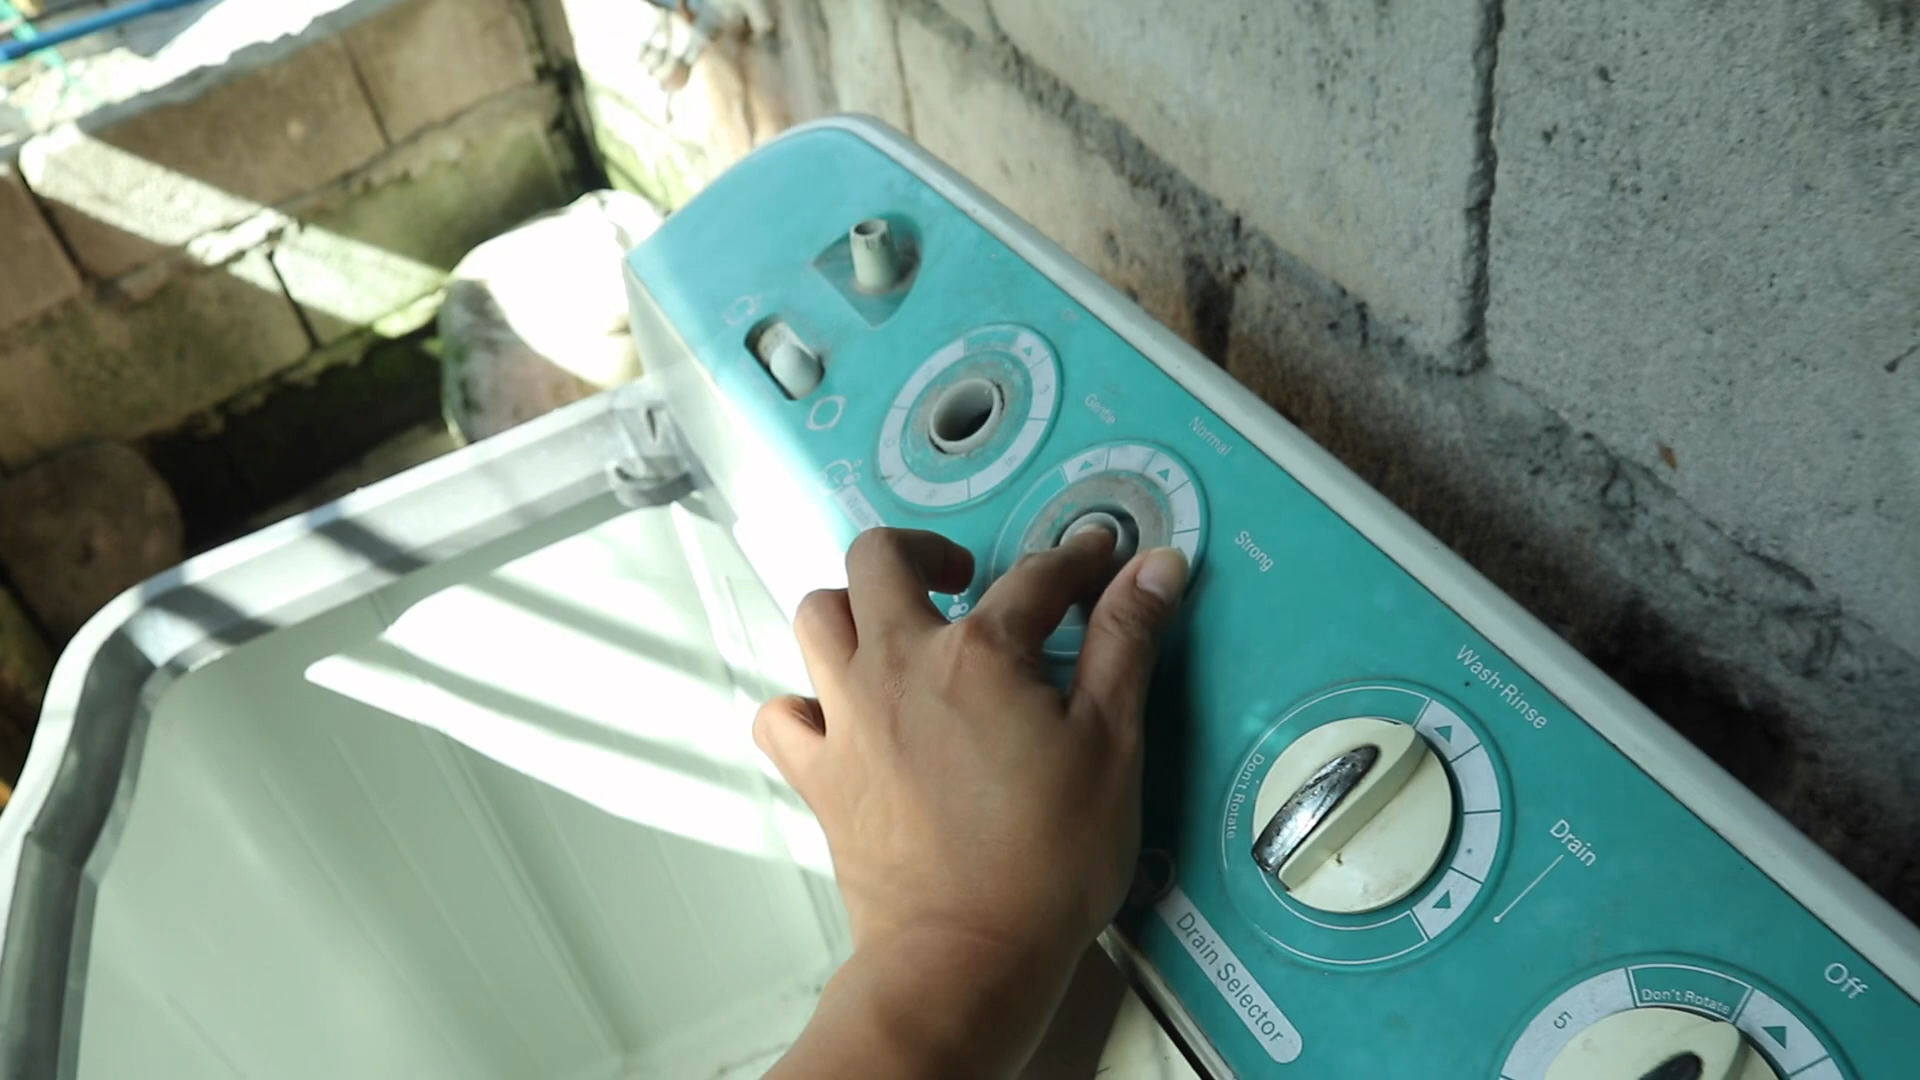 Gentle
Normal
Strong
Wash·Rinse
Don't Rotate
Drain
Drain Selector
Off
Don't Rotate
5